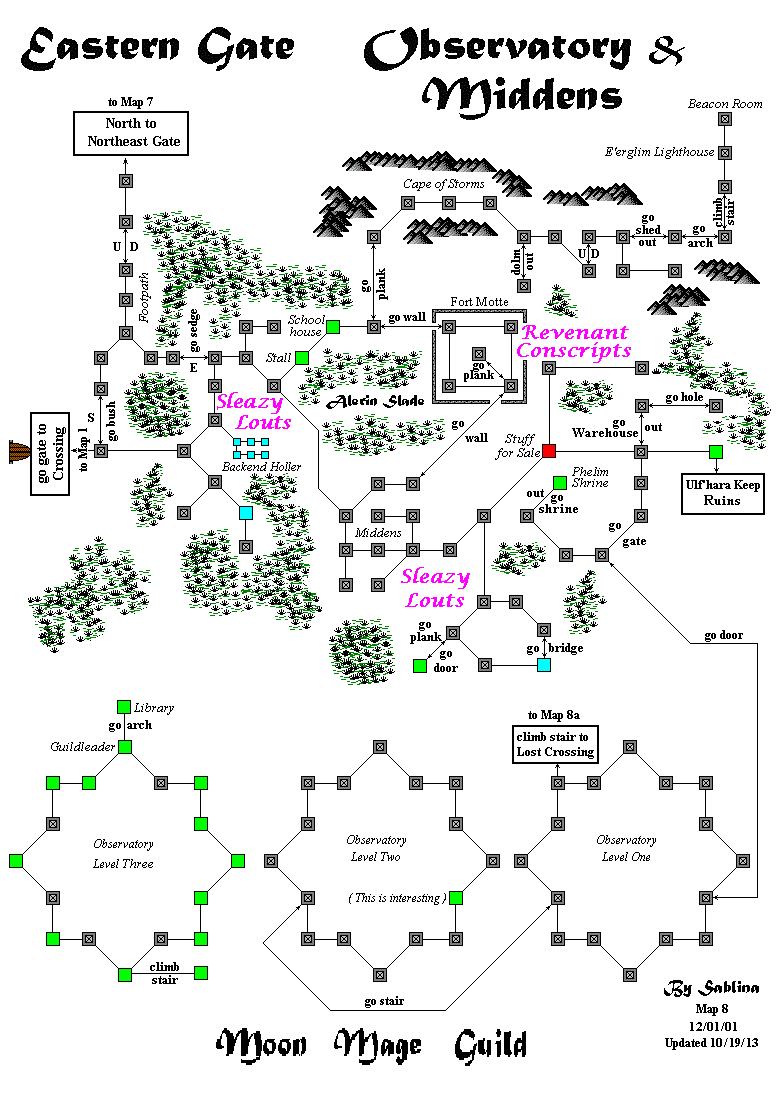 Eastern Gate
Observatory &
Middens
to Map 7
North to
Northeast Gate
U D
Footpath
go sedge
E
S
go bush
to Map 1
go gate to
Crossing
School
house
Stall
Sleazy
Louts
Backend Holler
Alerin Slade
Cape of Storms
go
plank
go wall
Fort Motte
go
plank
go
wall
Revenant
Conscripts
dolm
out
U D
go
shed
out
go
arch
climb
stair
Beacon Room
E'erglim Lighthouse
go hole
go
Warehouse
out
Stuff
for Sale
Phelim
Shrine
out go
shrine
Ulf'hara Keep
Ruins
go
gate
go door
Middens
Sleazy
Louts
go
plank
go
door
go bridge
Library
go arch
Guildleader
Observatory
Level Three
climb
stair
Observatory
Level Two
( This is interesting )
go stair
to Map 8a
climb stair to
Lost Crossing
Observatory
Level One
By Sablina
Map 8
12/01/01
Updated 10/19/13
Moon Mage Guild